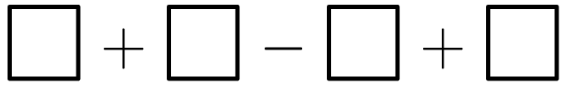 □ + □ − □ + □